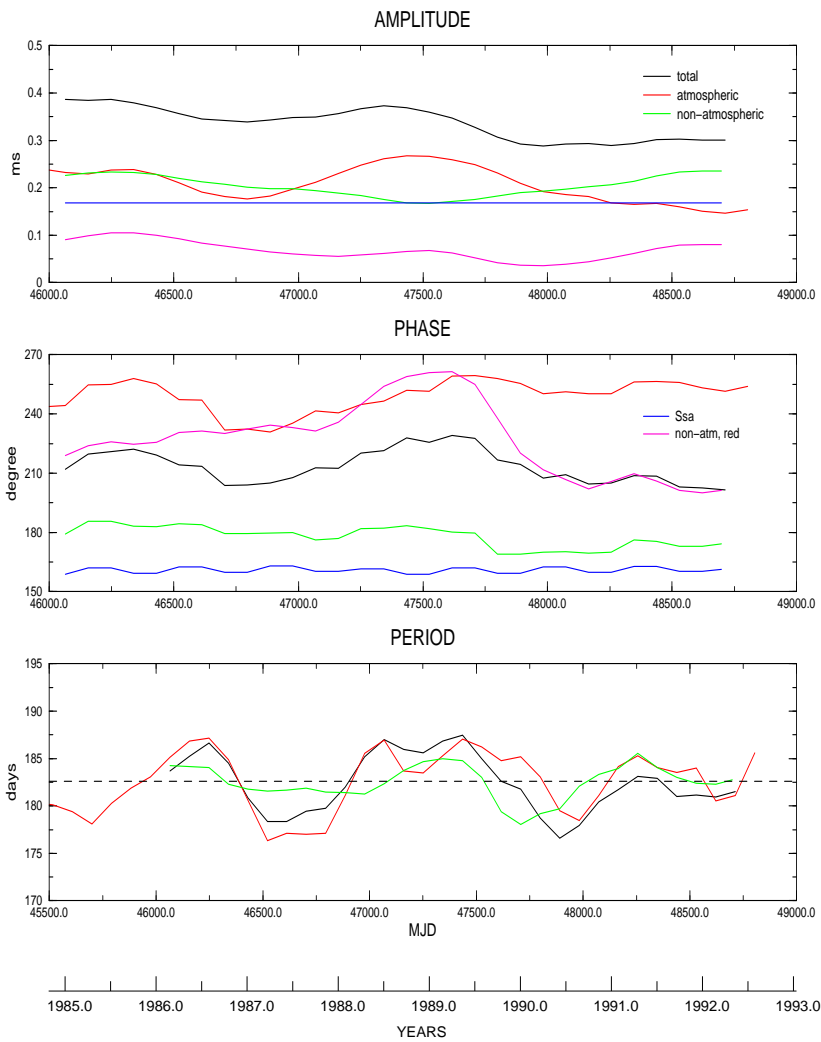 AMPLITUDE
0.5
0.4
0.3
0.2
0.1
0
ms
total
atmospheric
non-atmospheric
46000.0 46500.0 47000.0 47500.0 48000.0 48500.0 49000.0
PHASE
270
240
210
180
150
degree
Ssa
non-atm, red
46000.0 46500.0 47000.0 47500.0 48000.0 48500.0 49000.0
PERIOD
195
190
185
180
175
170
days
45500.0 46000.0 46500.0 47000.0 47500.0 48000.0 48500.0 49000.0
MJD
1985.0 1986.0 1987.0 1988.0 1989.0 1990.0 1991.0 1992.0 1993.0
YEARS